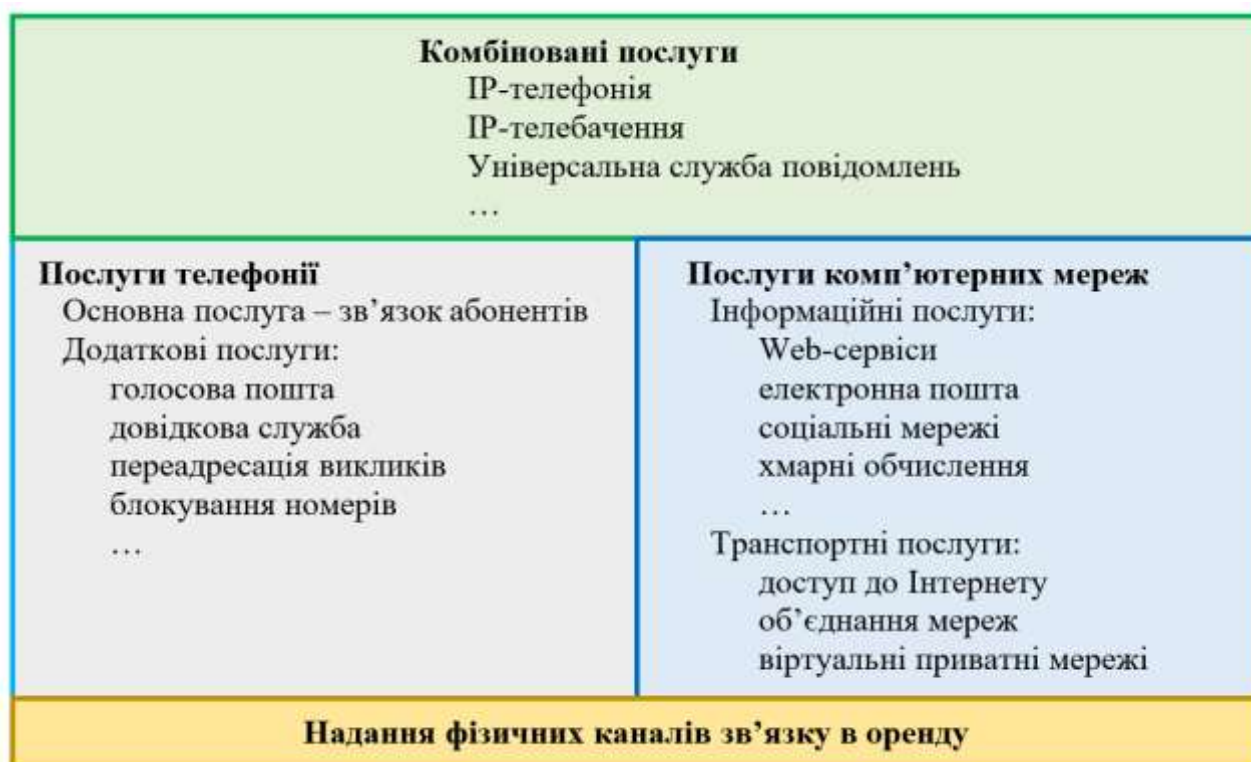 Комбіновані послуги
ІР-телефонія
ІР-телебачення
Універсальна служба повідомлень
…
Послуги телефонії
Основна послуга – зв’язок абонентів
Додаткові послуги:
голосова пошта
довідкова служба
переадресація викликів
блокування номерів
…
Послуги комп’ютерних мереж
Інформаційні послуги:
Web-сервіси
електронна пошта
соціальні мережі
хмарні обчислення
…
Транспортні послуги:
доступ до Інтернету
об’єднання мереж
віртуальні приватні мережі
Надання фізичних каналів зв’язку в оренду